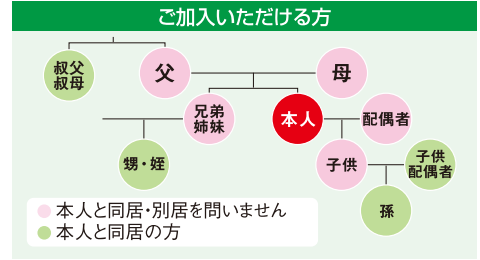 ご加入いただける方
叔父
叔母
父
母
兄弟
姉妹
本人
配偶者
甥・姪
子供
子供
配偶者
孫
本人と同居・別居を問いません
本人と同居の方